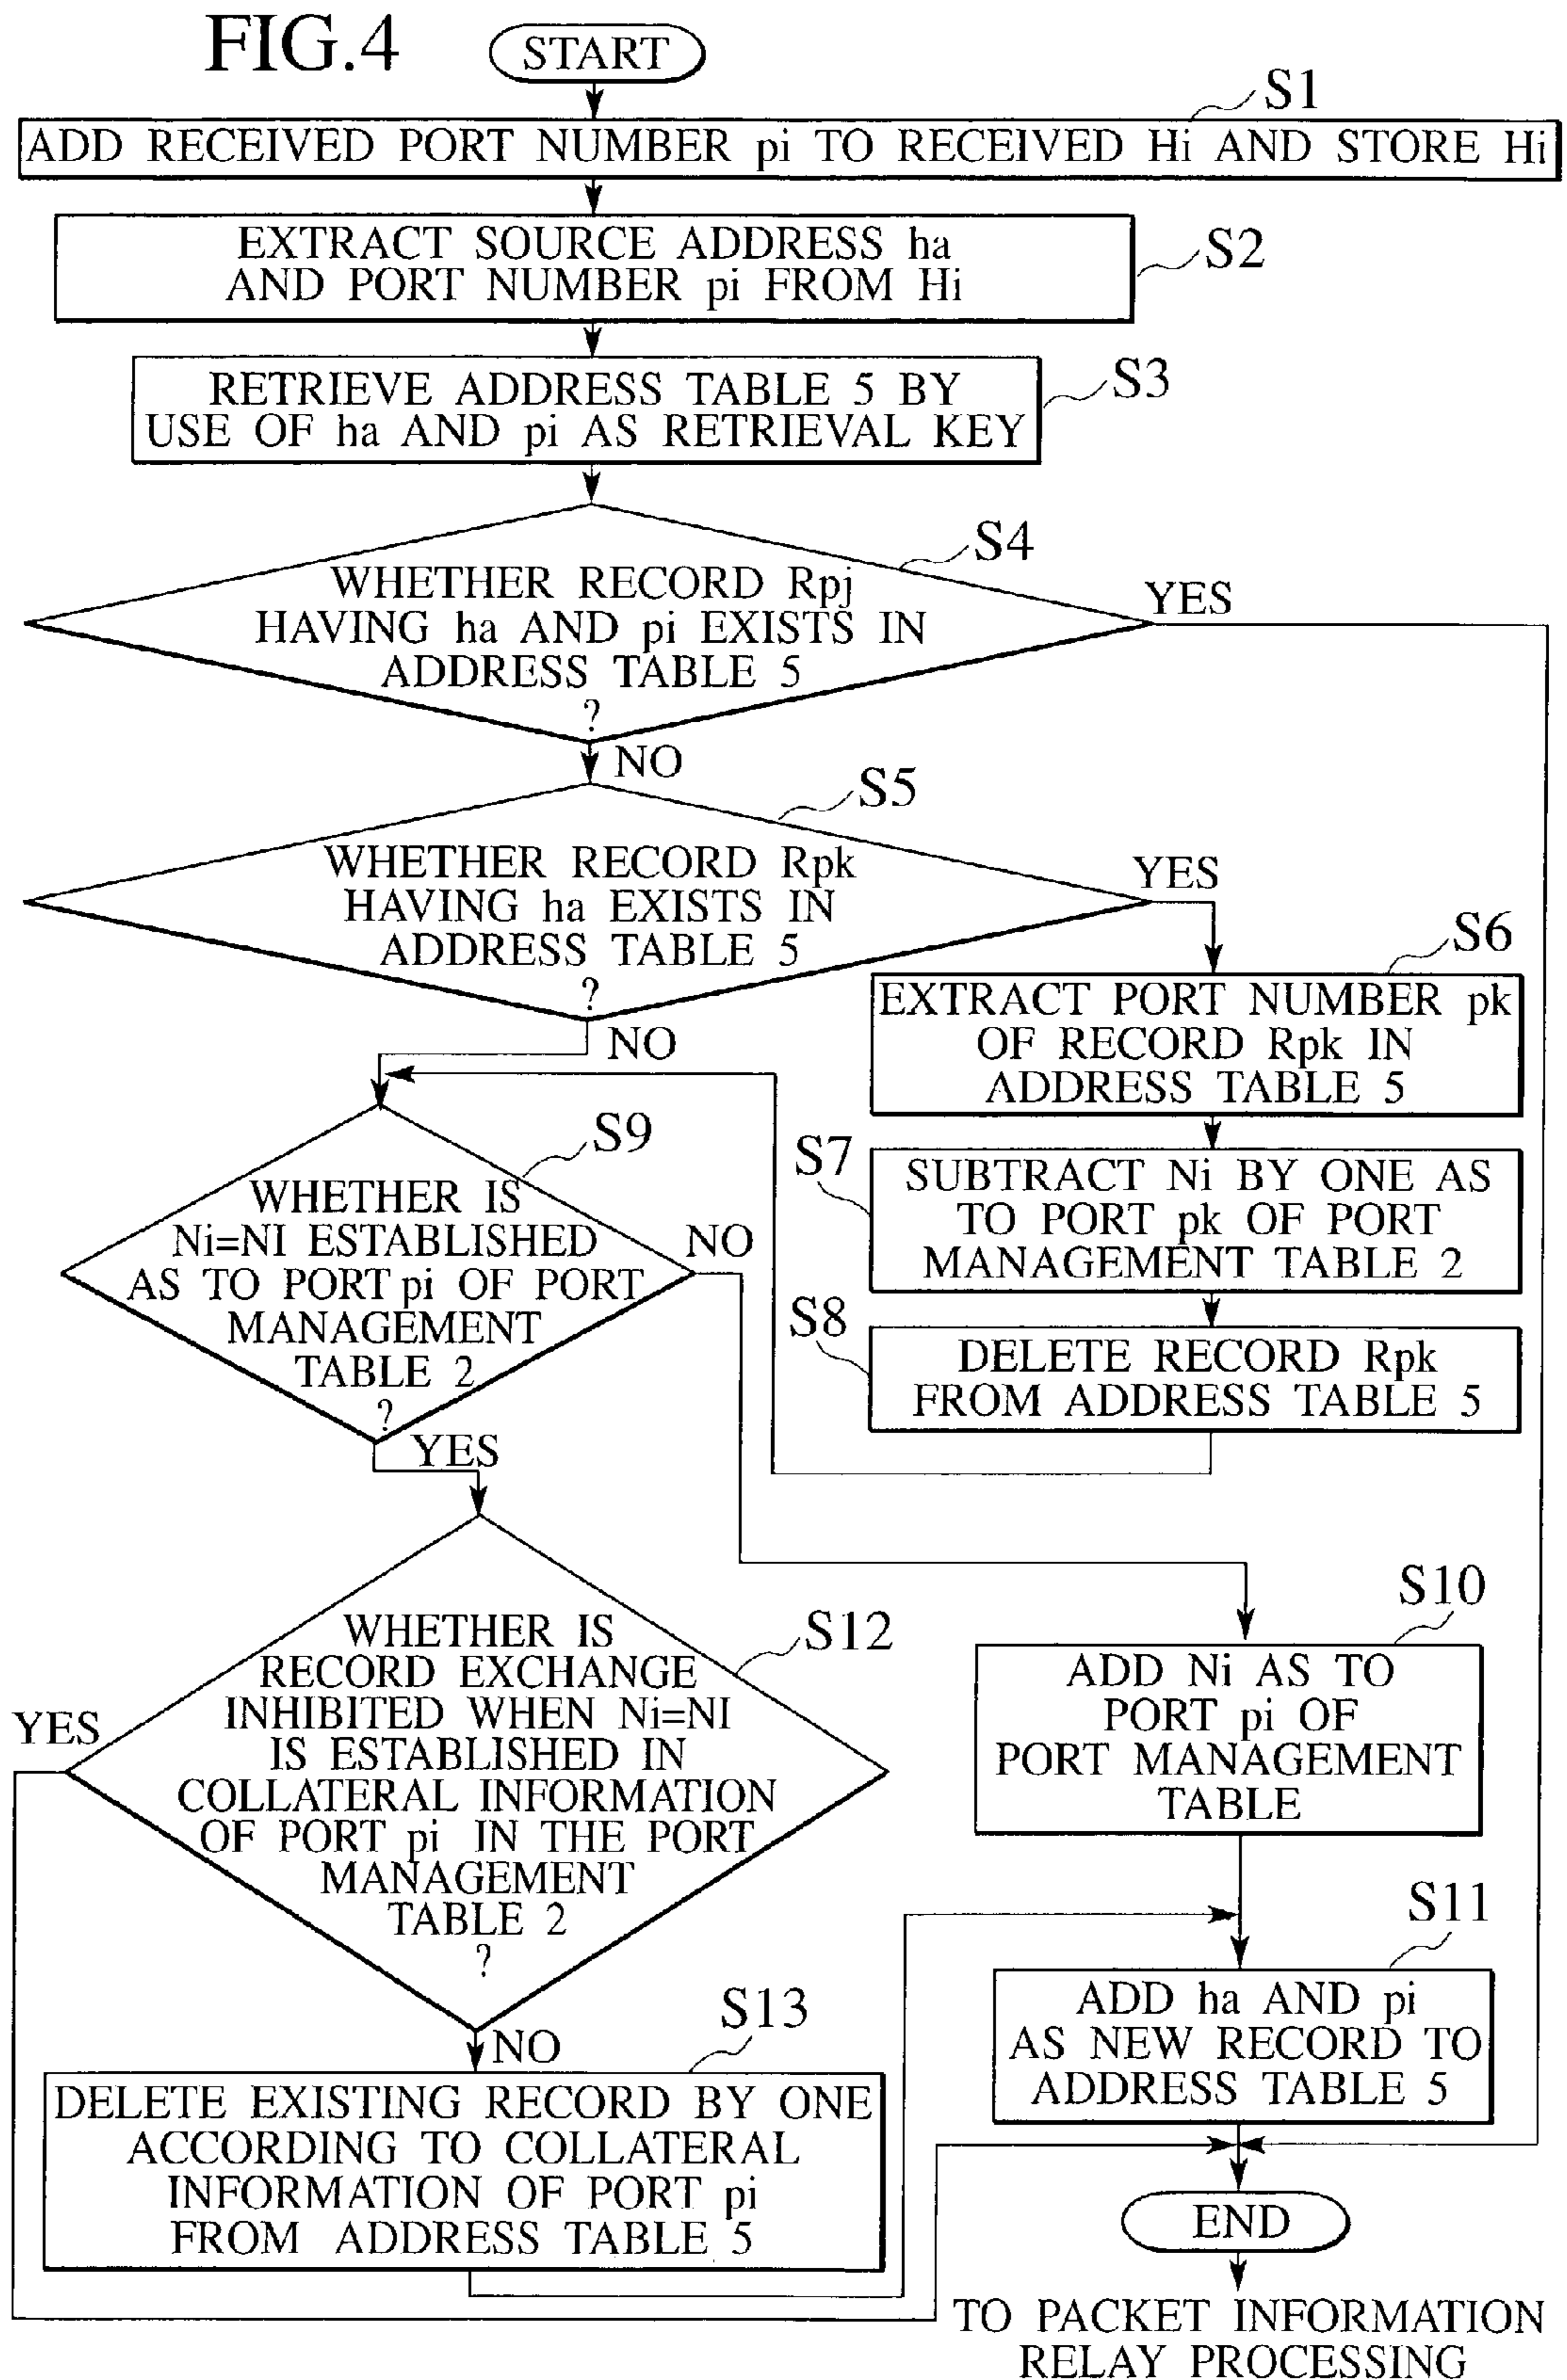 FIG.4
START
S1
ADD RECEIVED PORT NUMBER pi TO RECEIVED Hi AND STORE Hi
EXTRACT SOURCE ADDRESS ha
AND PORT NUMBER pi FROM Hi
S2
RETRIEVE ADDRESS TABLE 5 BY
USE OF ha AND pi AS RETRIEVAL KEY
S3
S4
WHETHER RECORD Rpj
HAVING ha AND pi EXISTS IN
ADDRESS TABLE 5
?
YES
NO
S5
WHETHER RECORD Rpk
HAVING ha EXISTS IN
ADDRESS TABLE 5
?
YES
NO
S6
EXTRACT PORT NUMBER pk
OF RECORD Rpk IN
ADDRESS TABLE 5
S7
SUBTRACT Ni BY ONE AS
TO PORT pk OF PORT
MANAGEMENT TABLE 2
S8
DELETE RECORD Rpk
FROM ADDRESS TABLE 5
S9
WHETHER IS
Ni=NI ESTABLISHED
AS TO PORT pi OF PORT
MANAGEMENT
TABLE 2
?
NO
YES
S10
ADD Ni AS TO
PORT pi OF
PORT MANAGEMENT
TABLE
S12
WHETHER IS
RECORD EXCHANGE
INHIBITED WHEN Ni=NI
IS ESTABLISHED IN
COLLATERAL INFORMATION
OF PORT pi IN THE PORT
MANAGEMENT
TABLE 2
?
YES
NO
S11
ADD ha AND pi
AS NEW RECORD TO
ADDRESS TABLE 5
S13
DELETE EXISTING RECORD BY ONE
ACCORDING TO COLLATERAL
INFORMATION OF PORT pi
FROM ADDRESS TABLE 5
END
TO PACKET INFORMATION
RELAY PROCESSING